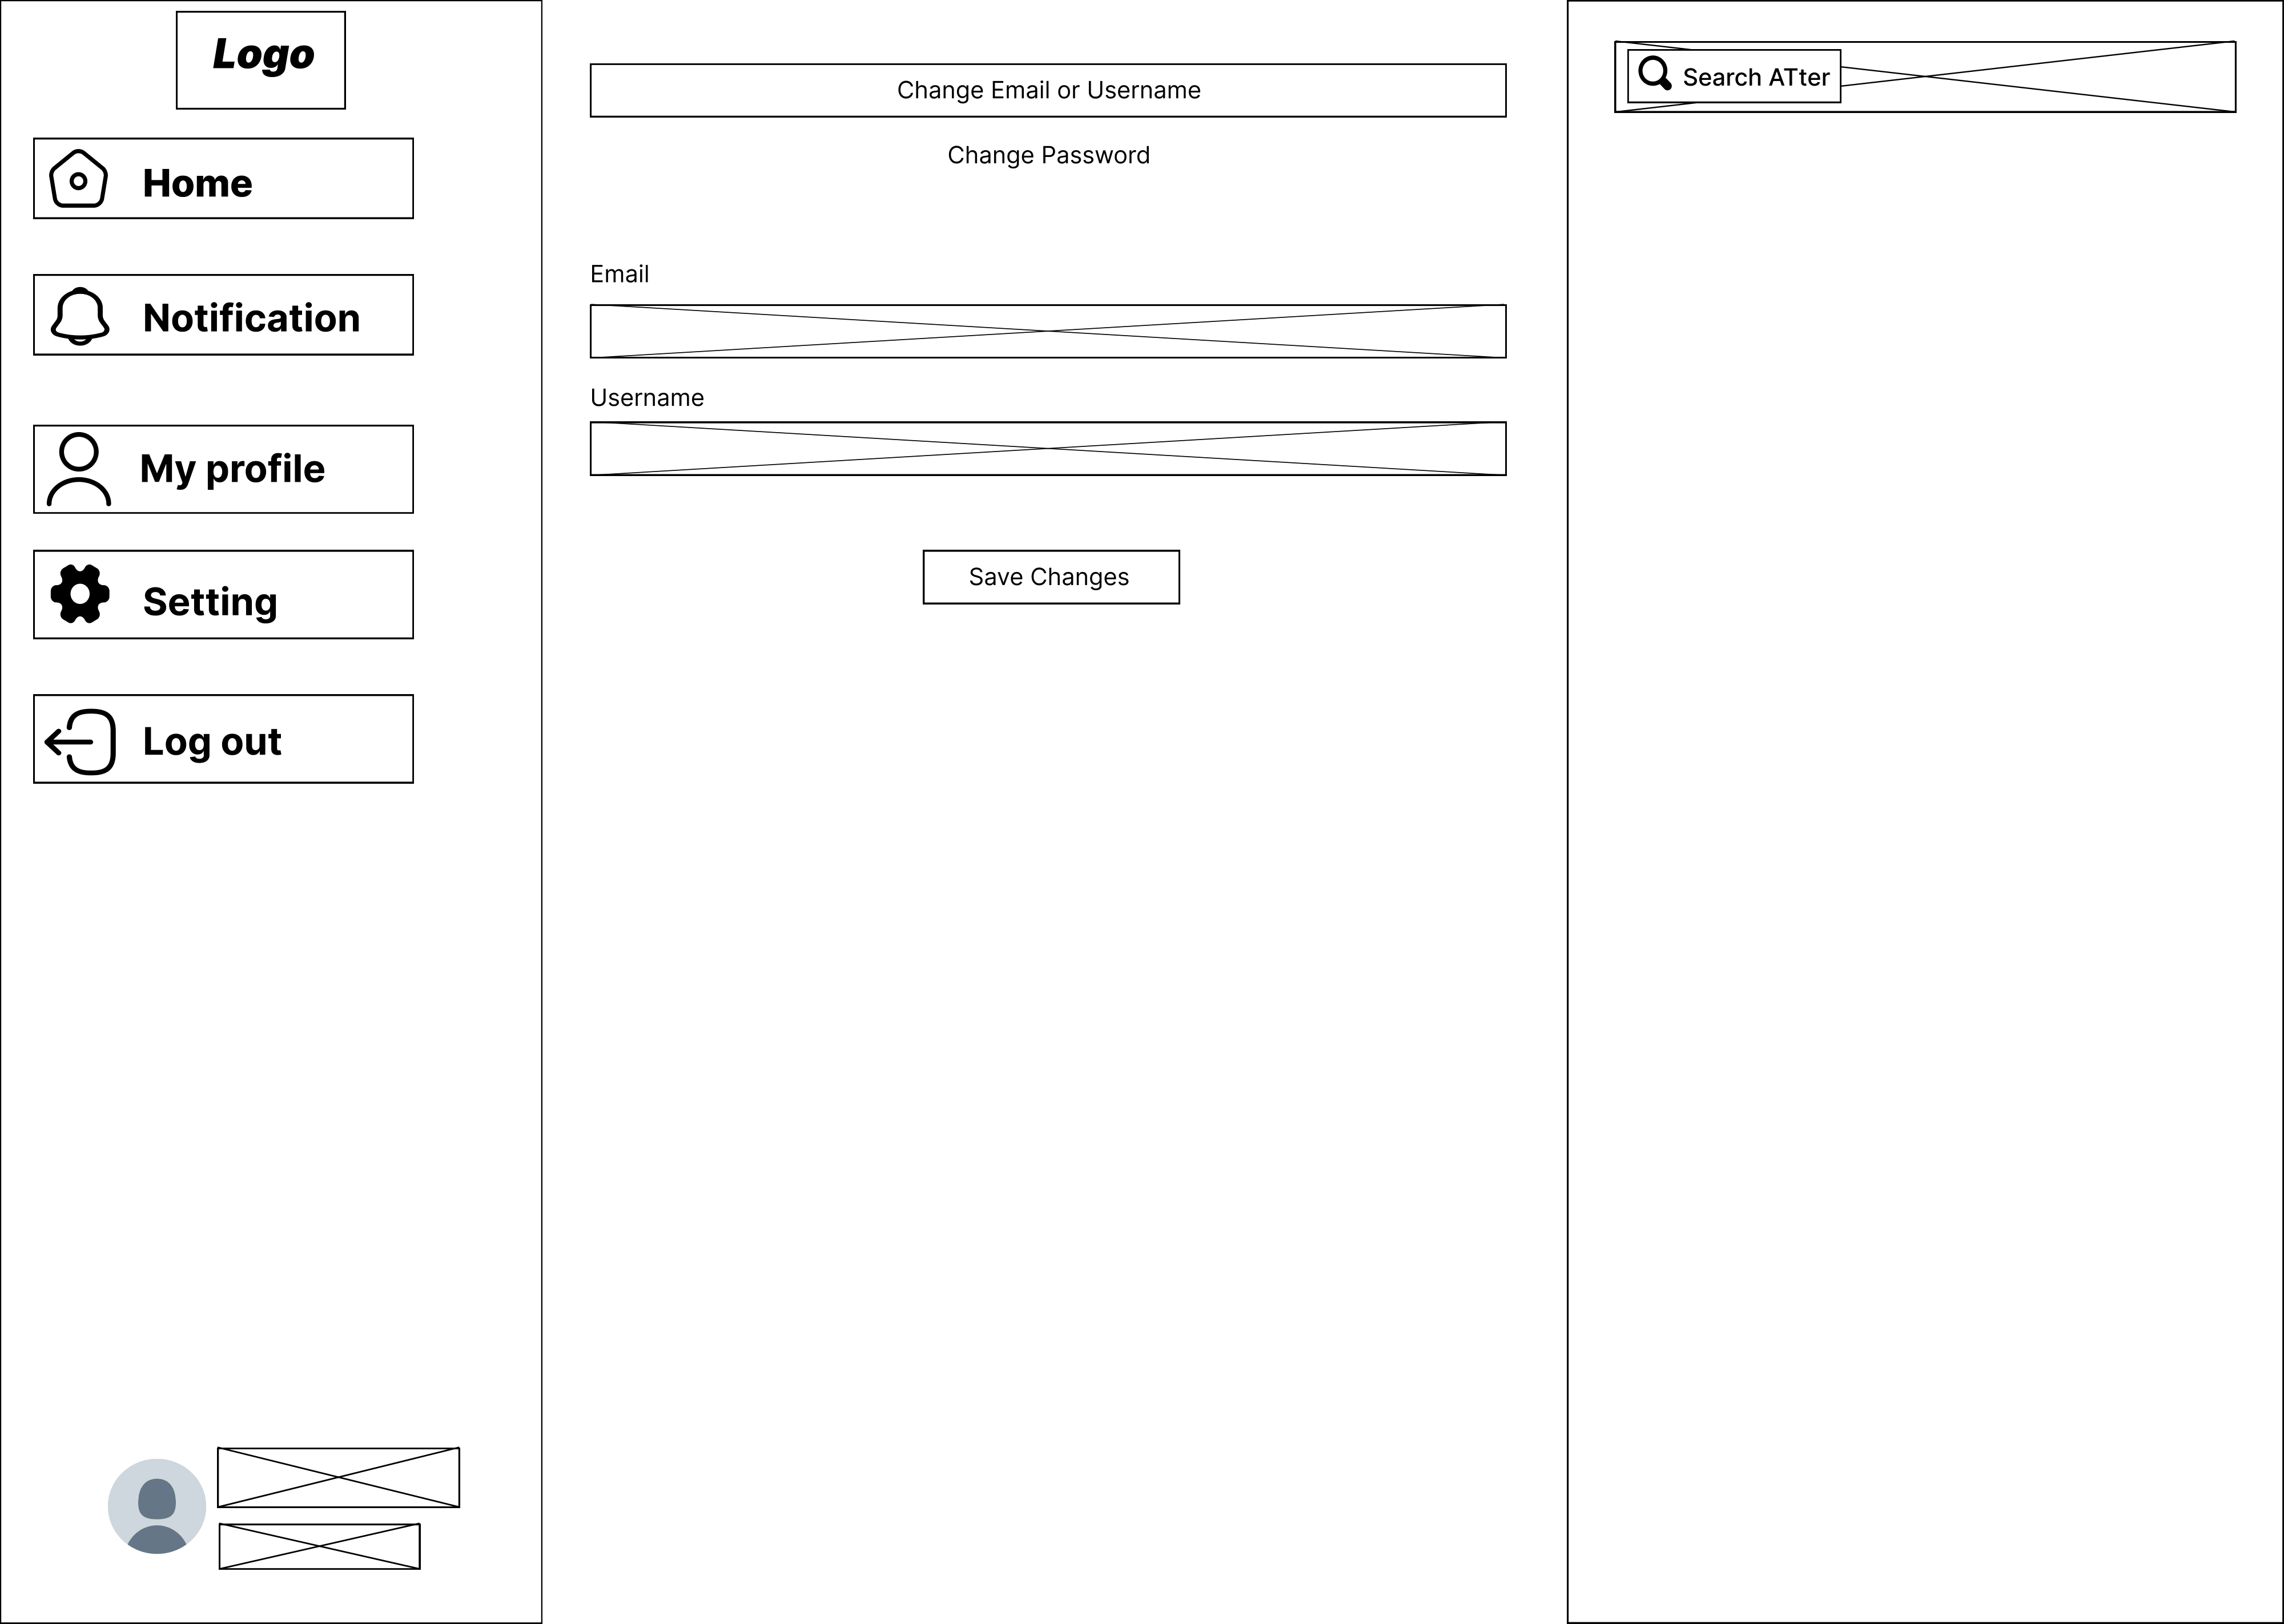 Logo
Home
Notification
My profile
Setting
Log out
Change Email or Username
Change Password
Email
Username
Save Changes
Search ATter